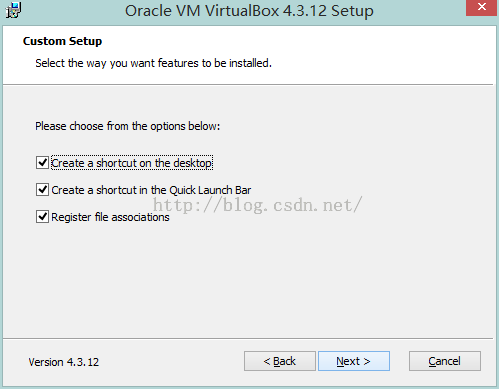 Oracle VM VirtualBox 4.3.12 Setup
Custom Setup
Select the way you want features to be installed.
Please choose from the options below:
Create a shortcut on the desktop
Create a shortcut in the Quick Launch Bar
http://blog.csdn.net/
Register file associations
Version 4.3.12
< Back
Next >
Cancel